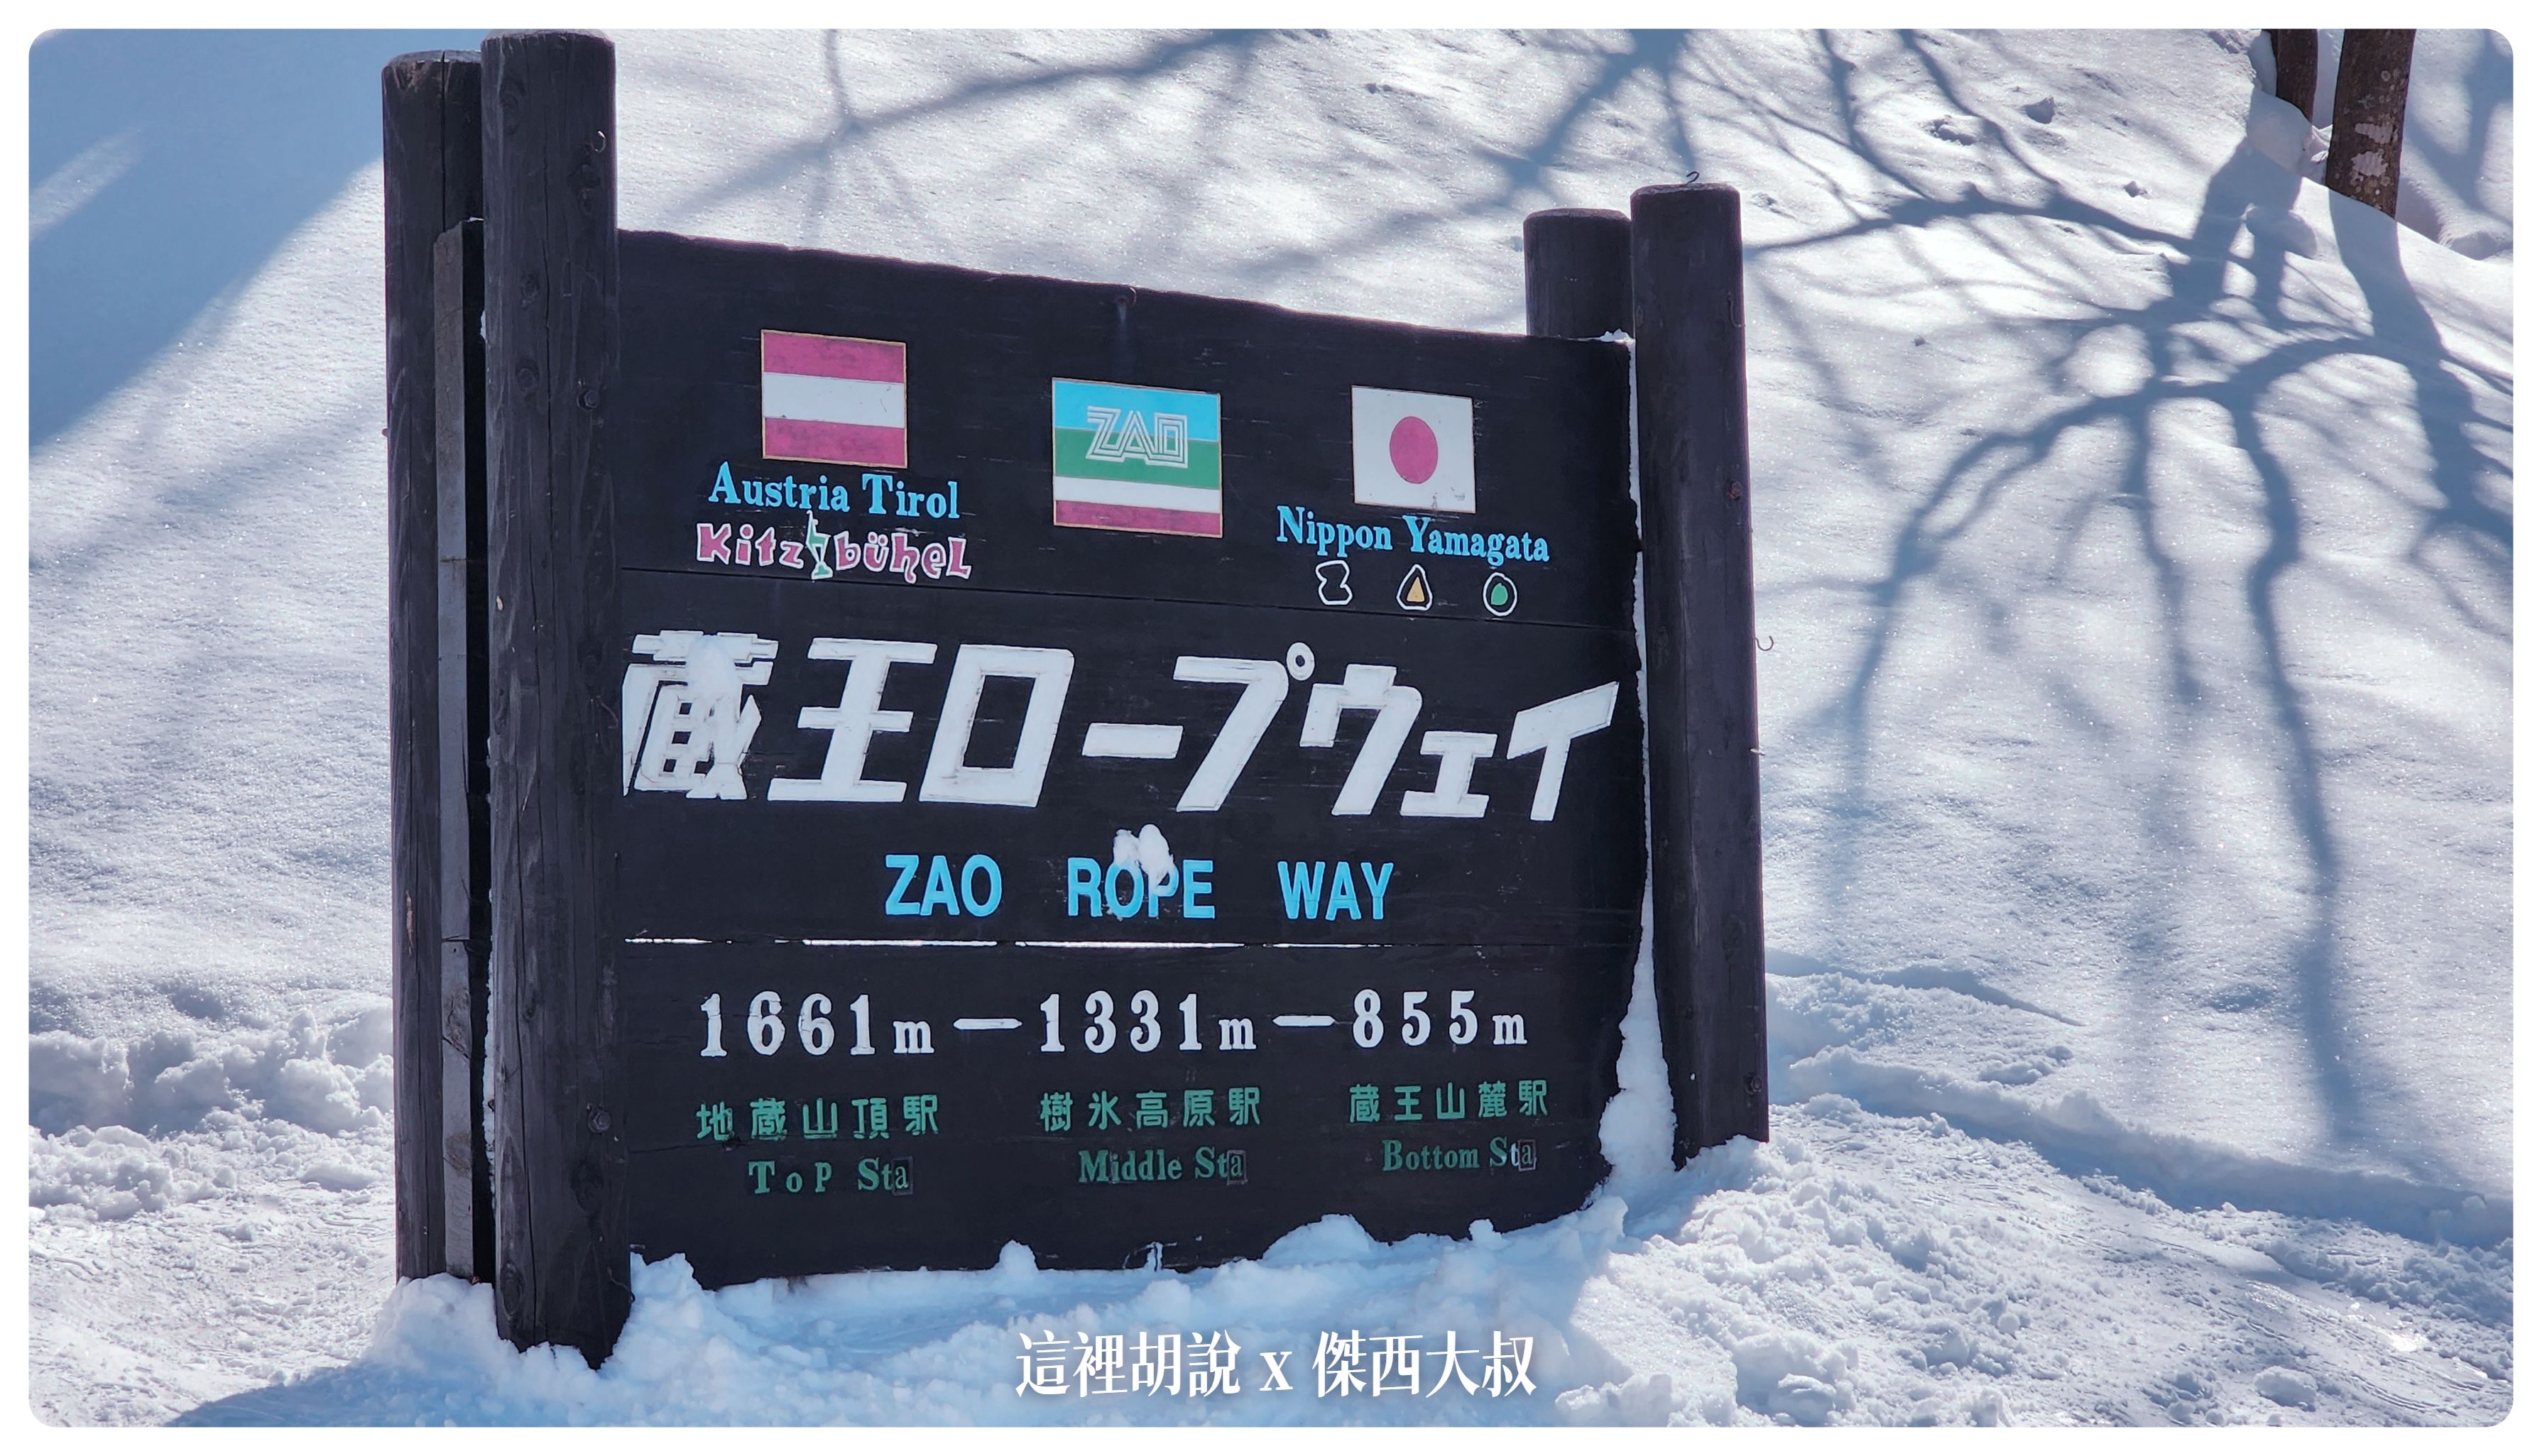 ZAO
Austria Tirol
Kitzbühel
Nippon Yamagata
ZAO
蔵王ロープウェイ
ZAO ROPE WAY
1661m—1331m—855m
地蔵山頂駅 樹氷高原駅 蔵王山麓駅
ToP Sta Middle Sta Bottom Sta
這裡胡說 x 傑西大叔